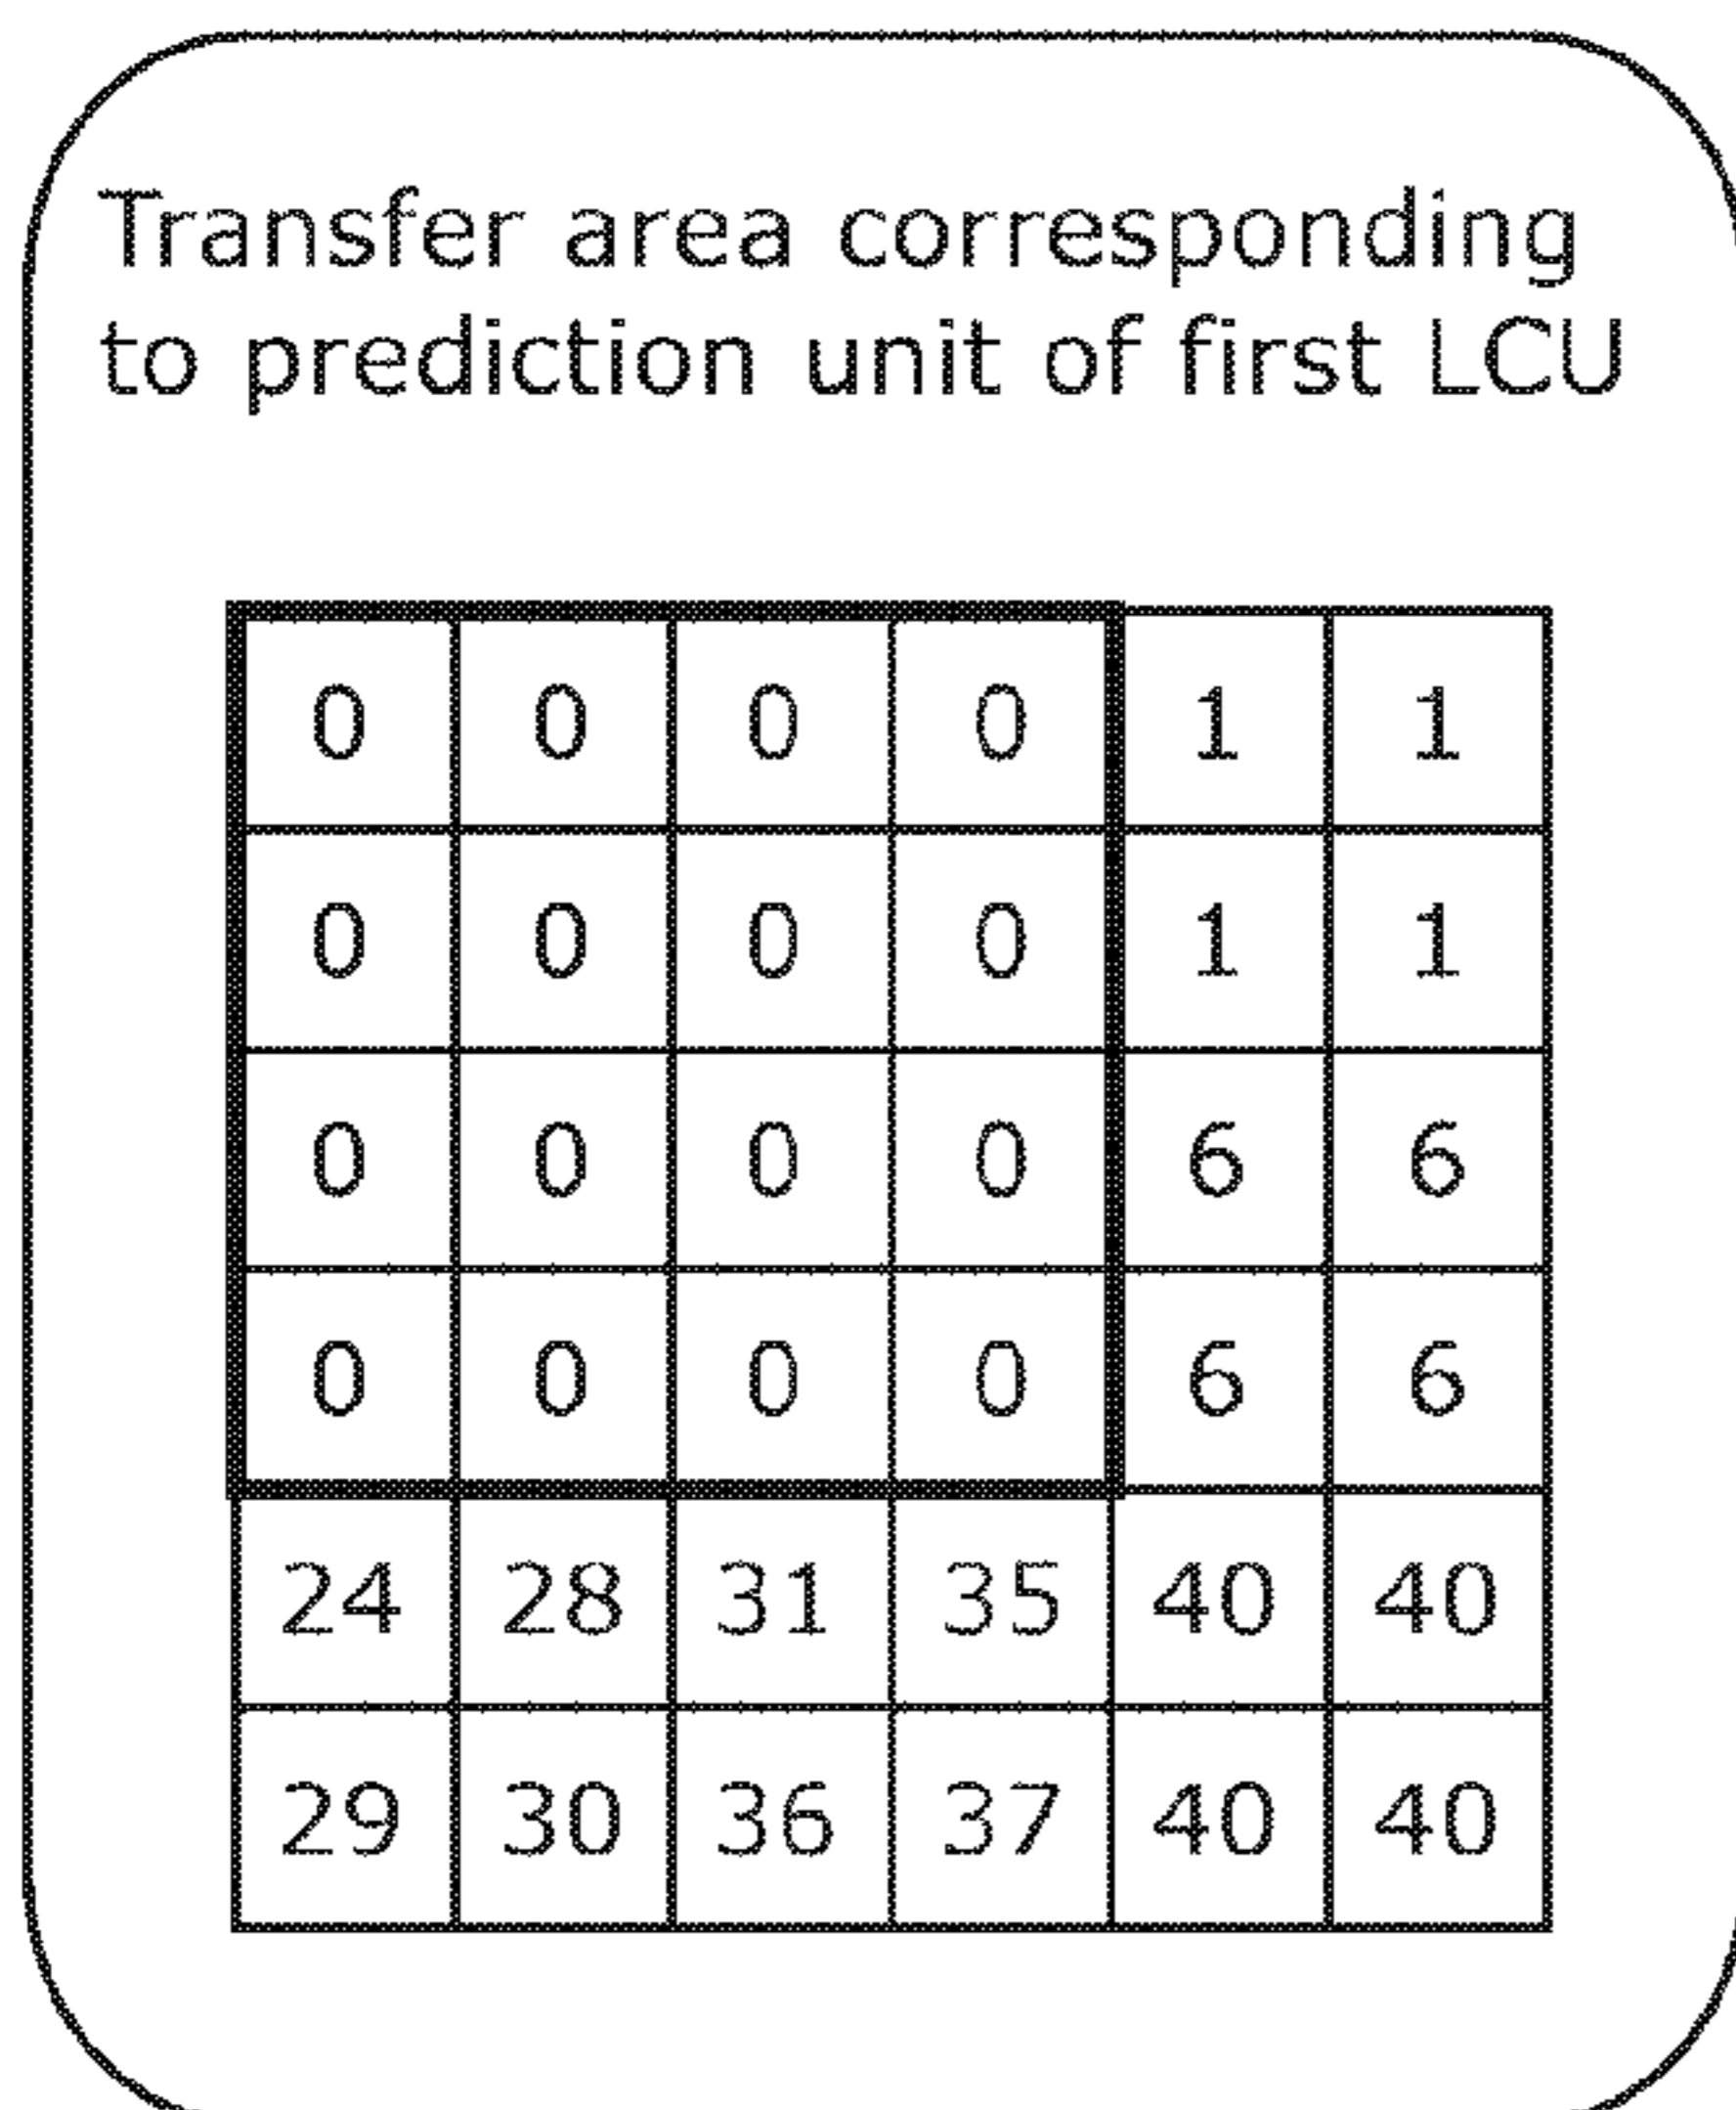 Transfer area corresponding
to prediction unit of first LCU
0 0 0 0 1 1
0 0 0 0 1 1
0 0 0 0 6 6
0 0 0 0 6 6
24 28 31 35 40 40
29 30 36 37 40 40